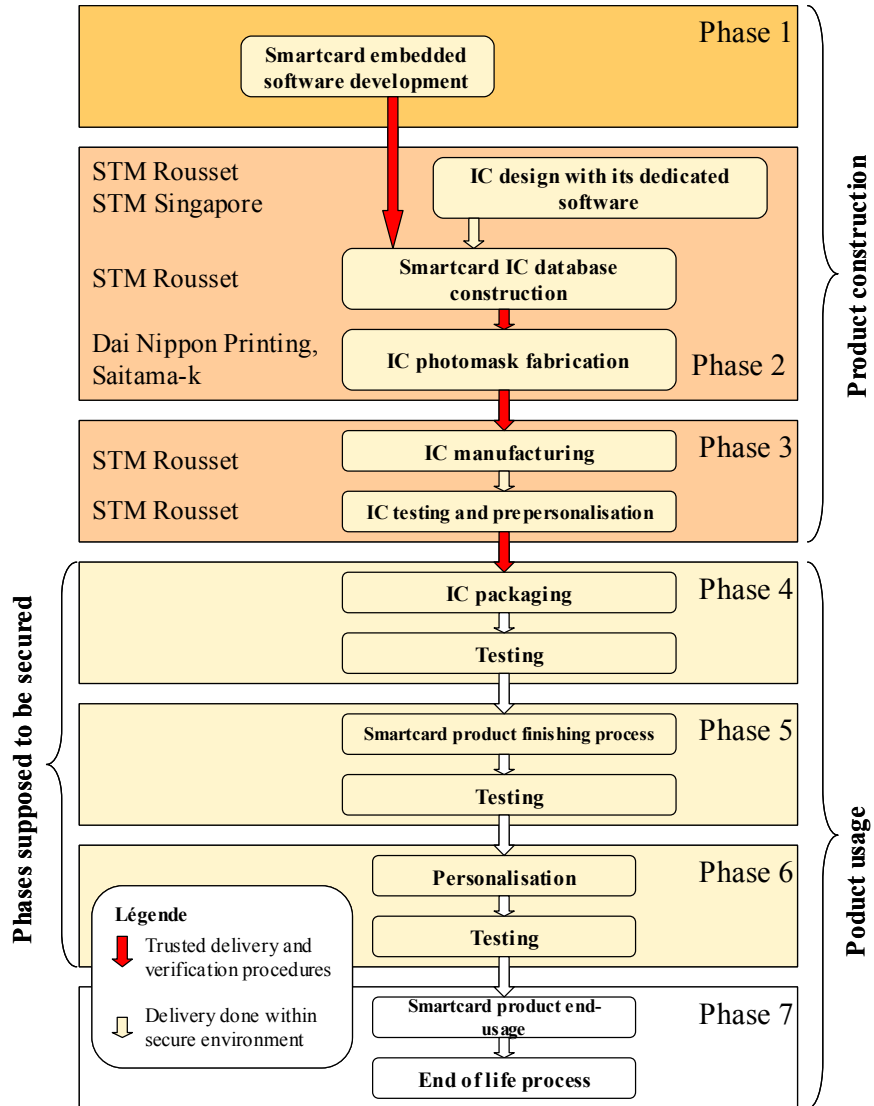 Phase 1
Smartcard embedded
software development
STM Rousset
STM Singapore
IC design with its dedicated
software
STM Rousset
Smartcard IC database
construction
Dai Nippon Printing,
Saitama-k
IC photomask fabrication
Phase 2
Product construction
Phase 3
STM Rousset
IC manufacturing
STM Rousset
IC testing and prepersonalisation
Phases supposed to be secured
Phase 4
IC packaging
Testing
Phase 5
Smartcard product finishing process
Testing
Poduct usage
Phase 6
Personalisation
Testing
Légende
Trusted delivery and
verification procedures
Delivery done within
secure environment
Phase 7
Smartcard product end-
usage
End of life process